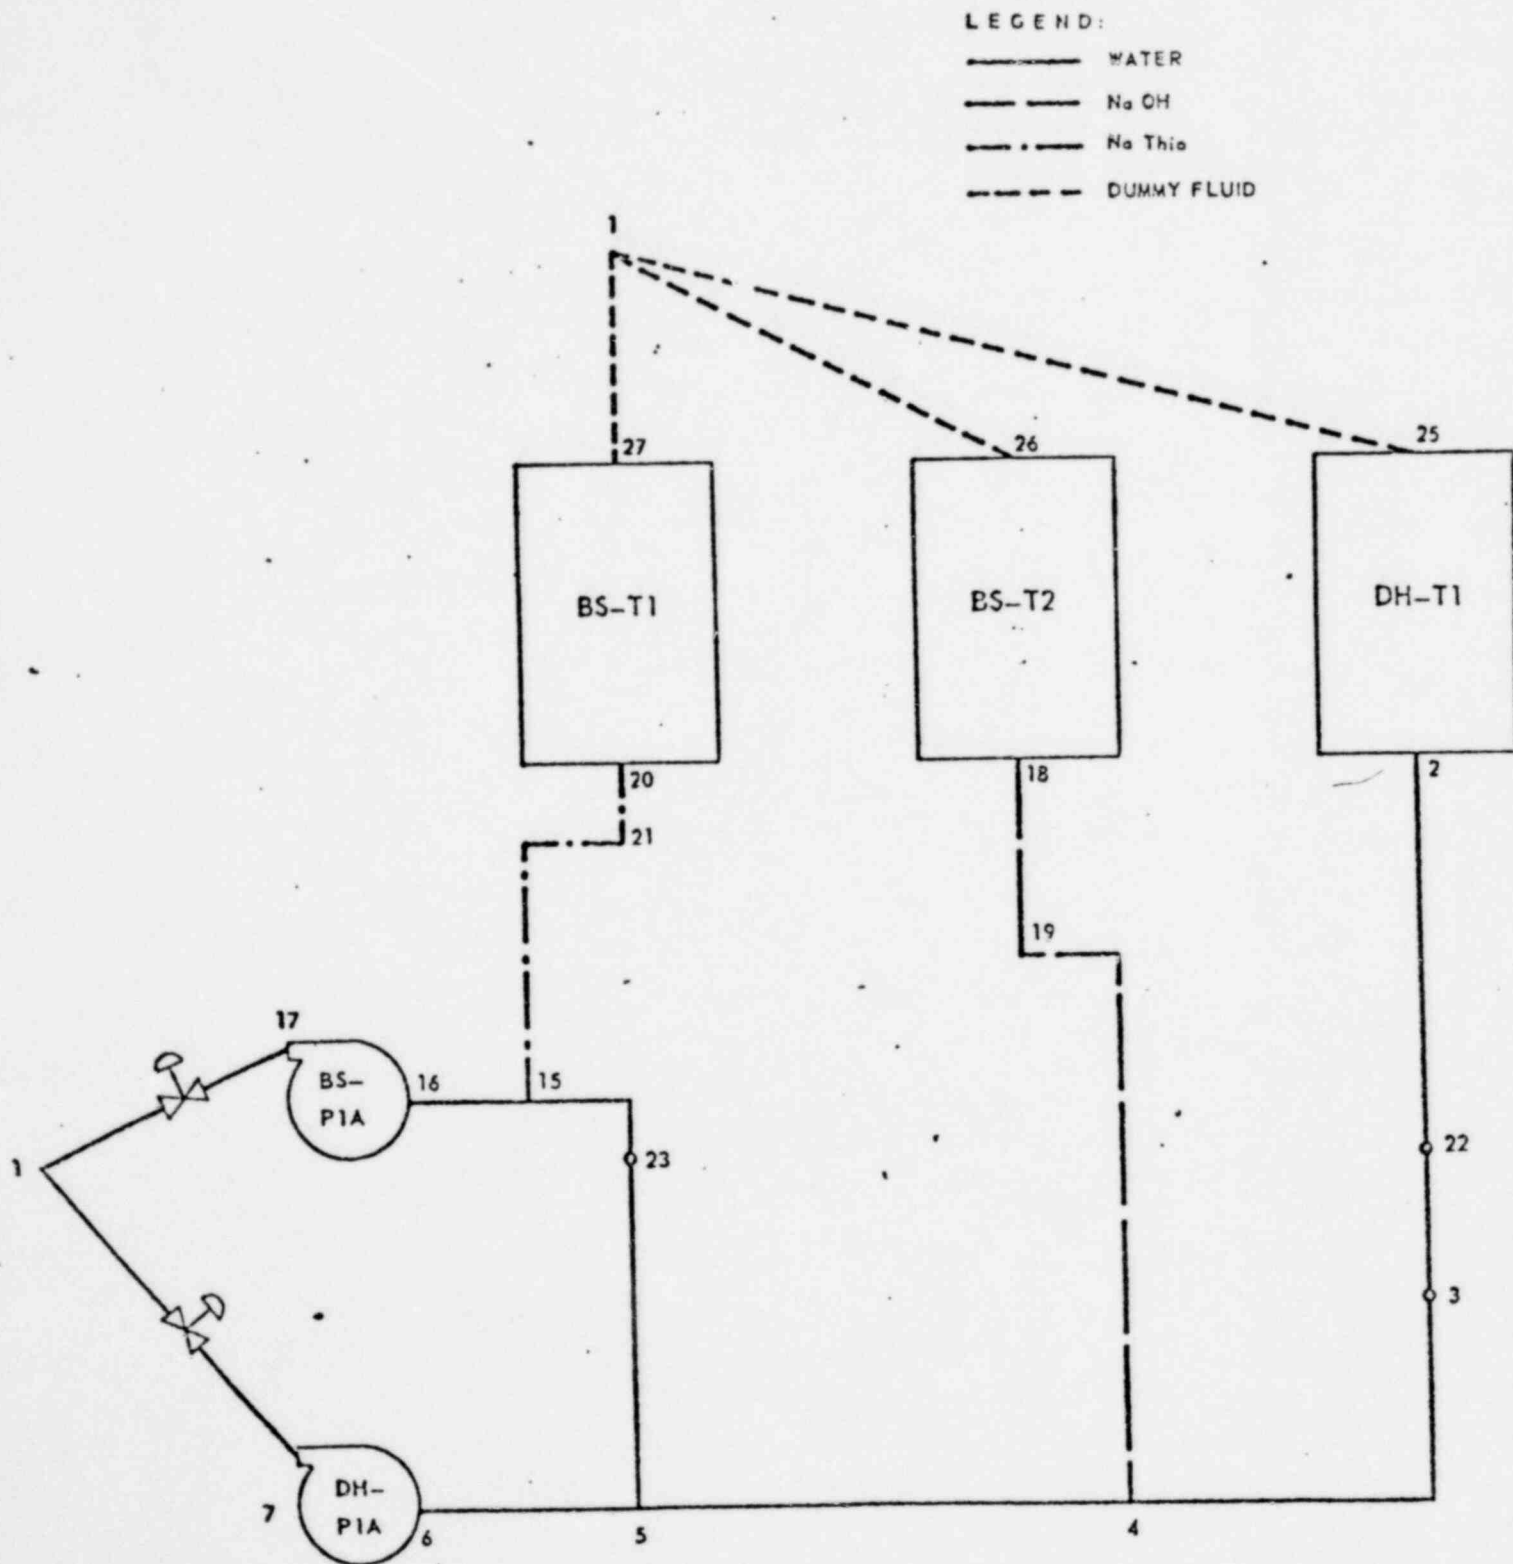 LEGEND:
WATER
Na OH
Na Thio
DUMMY FLUID
1
27
26
25
BS-T1
BS-T2
DH-T1
20
18
2
21
19
17
BS-
P1A
16
15
1
23
22
3
7
DH-
P1A
6
5
4